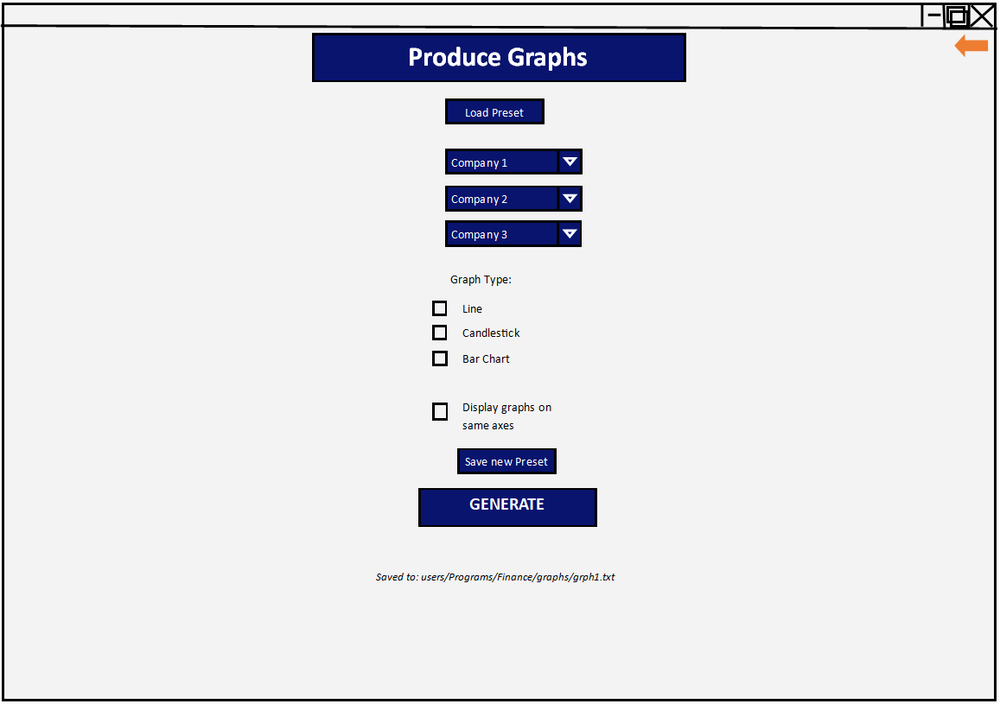 Produce Graphs
Load Preset
Company 1
Company 2
Company 3
Graph Type:
Line
Candlestick
Bar Chart
Display graphs on
same axes
Save new Preset
GENERATE
Saved to: users/Programs/Finance/graphs/grph1.txt